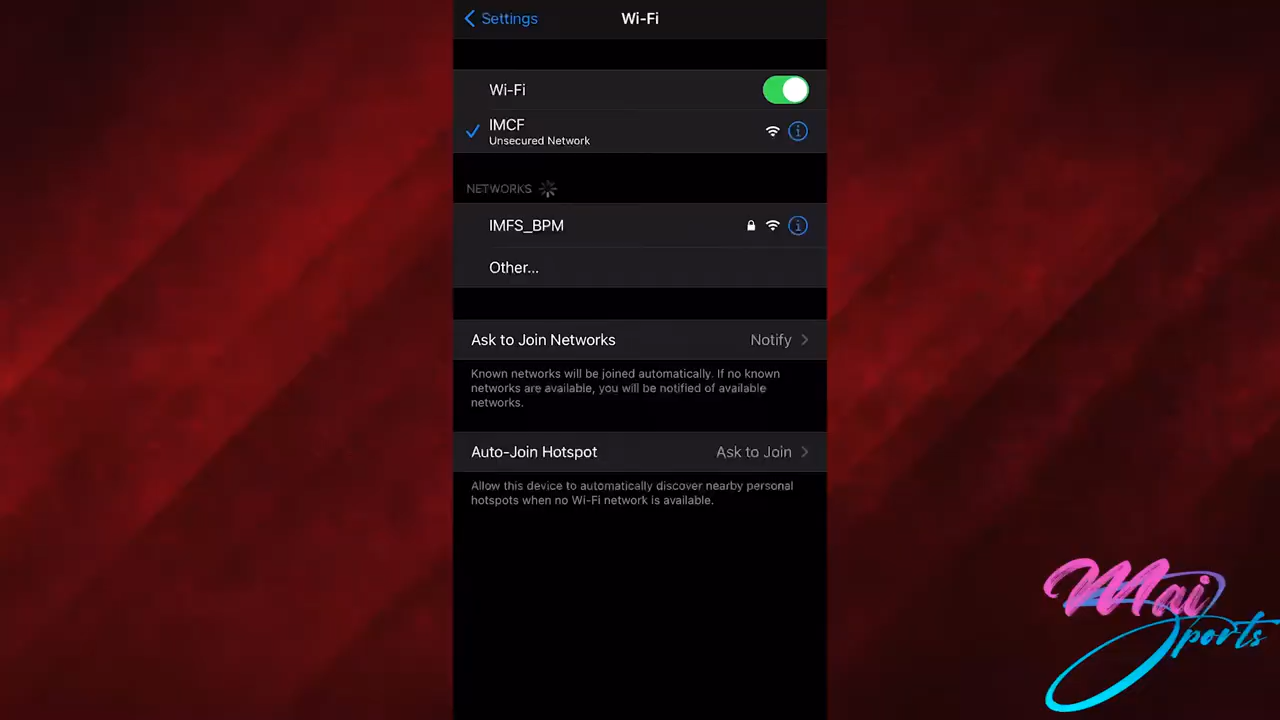 Settings
Wi-Fi
Wi-Fi
IMCF
Unsecured Network
NETWORKS
IMFS_BPM
Other...
Ask to Join Networks Notify
Known networks will be joined automatically. If no known
networks are available, you will be notified of available
networks.
Auto-Join Hotspot Ask to Join
Allow this device to automatically discover nearby personal
hotspots when no Wi-Fi network is available.
Mai
Sports